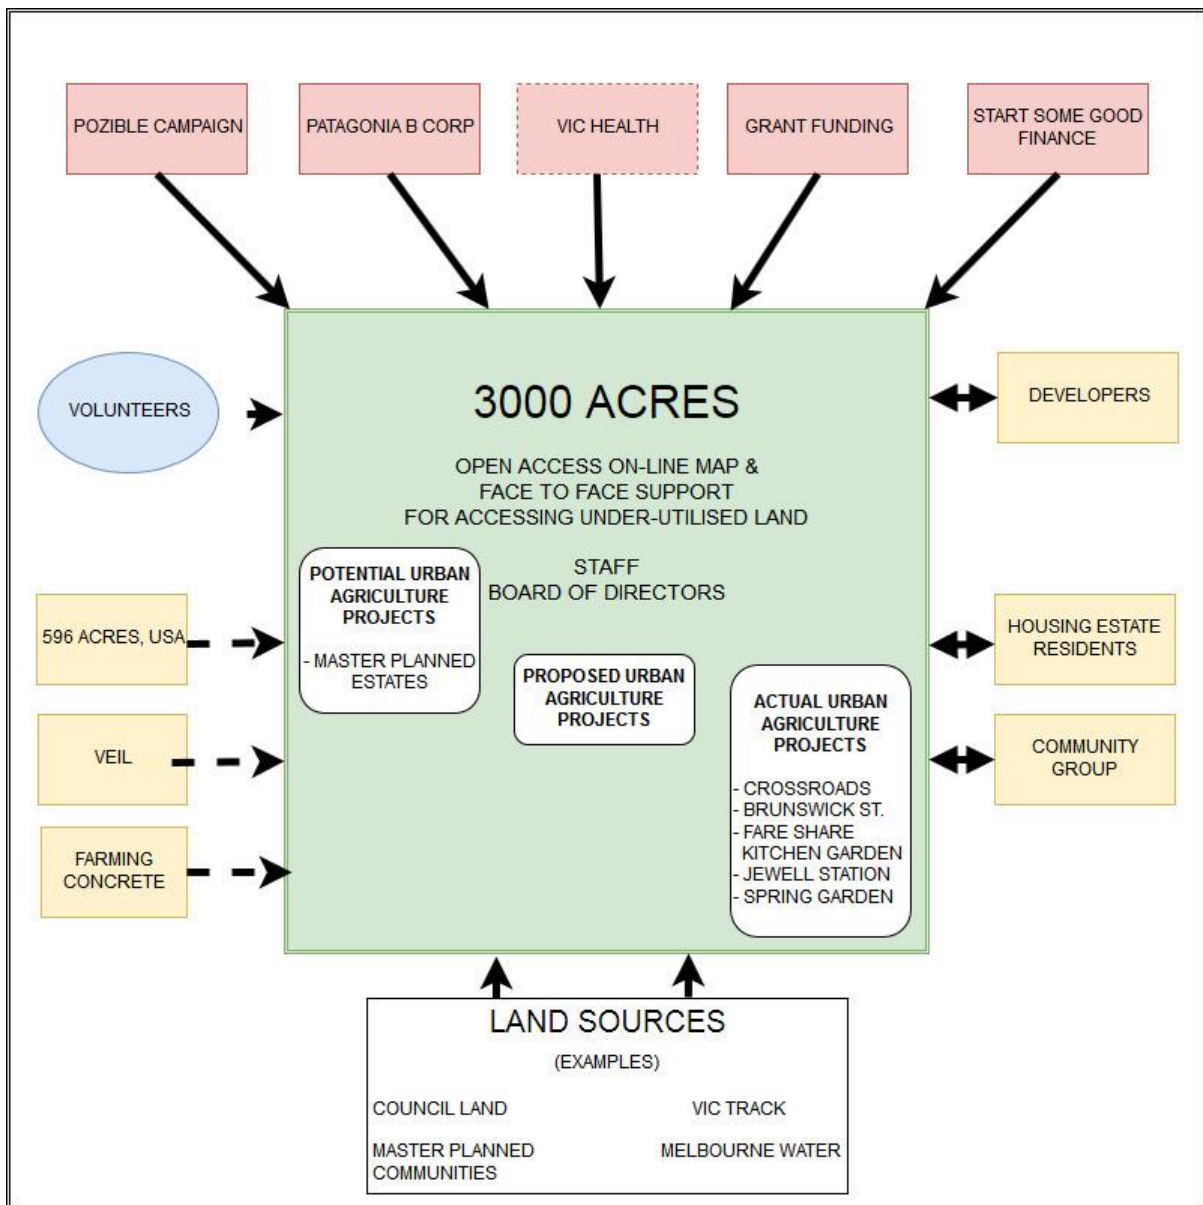 POZIBLE CAMPAIGN
PATAGONIA B CORP
VIC HEALTH
GRANT FUNDING
START SOME GOOD
FINANCE
VOLUNTEERS
3000 ACRES
DEVELOPERS
OPEN ACCESS ON-LINE MAP &
FACE TO FACE SUPPORT
FOR ACCESSING UNDER-UTILISED LAND
STAFF
BOARD OF DIRECTORS
POTENTIAL URBAN
AGRICULTURE
PROJECTS
- MASTER PLANNED
ESTATES
596 ACRES, USA
VEIL
FARMING
CONCRETE
PROPOSED URBAN
AGRICULTURE
PROJECTS
ACTUAL URBAN
AGRICULTURE
PROJECTS
- CROSSROADS
- BRUNSWICK ST.
- FARE SHARE
KITCHEN GARDEN
- JEWELL STATION
- SPRING GARDEN
HOUSING ESTATE
RESIDENTS
COMMUNITY
GROUP
LAND SOURCES
(EXAMPLES)
COUNCIL LAND
VIC TRACK
MASTER PLANNED
COMMUNITIES
MELBOURNE WATER